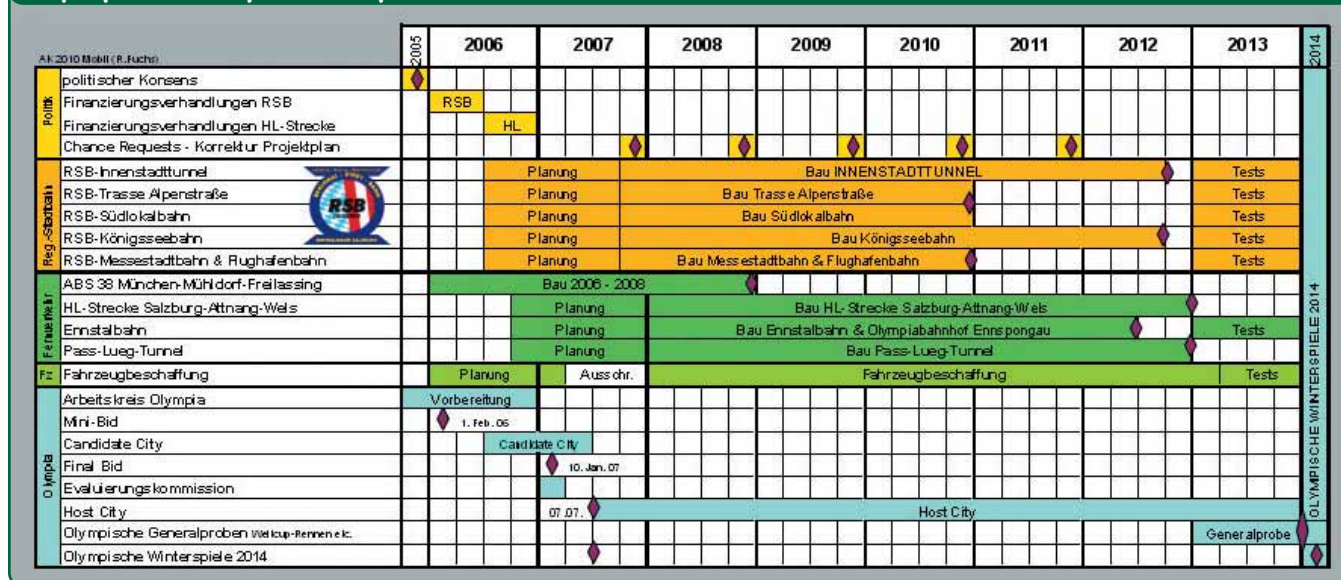 AK 2010 Mobil (R.Fuchs) 2005 2006 2007 2008 2009 2010 2011 2012 2013 2014
Politik
politischer Konsens
Finanzierungsverhandlungen RSB RSB
Finanzierungsverhandlungen HL-Strecke HL
Chance Requests - Korrektur Projektplan
Reg.-Stadtbahn
RSB-Innenstadttunnel Planung Bau INNENSTADTTUNNEL Tests
RSB-Trasse Alpenstraße Planung Bau Trasse Alpenstraße Tests
RSB-Südlokalbahn Planung Bau Südlokalbahn Tests
RSB-Königsseebahn Planung Bau Königsseebahn Tests
RSB-Messestadtbahn & Flughafenbahn Planung Bau Messestadtbahn & Flughafenbahn Tests
RSB
Fernverkehr
ABS 38 München-Mühldorf-Freilassing Bau 2006 - 2008
HL-Strecke Salzburg-Attnang-Wels Planung Bau HL-Strecke Salzburg-Attnang-Wels
Ennstalbahn Planung Bau Ennstalbahn & Olympiabahnhof Ennspongau Tests
Pass-Lueg-Tunnel Planung Bau Pass-Lueg-Tunnel
Fz Fahrzeugbeschaffung Planung Ausschr. Fahrzeugbeschaffung Tests
Olympia
Arbeitskreis Olympia Vorbereitung
Mini-Bid 1. Feb. 06
Candidate City Candidate City
Final Bid 10. Jan. 07
Evaluierungskommission
Host City 07.07. Host City
Olympische Generalproben Weltcup-Rennen etc. Generalprobe
Olympische Winterspiele 2014
OLYMPISCHE WINTERSPIELE 2014